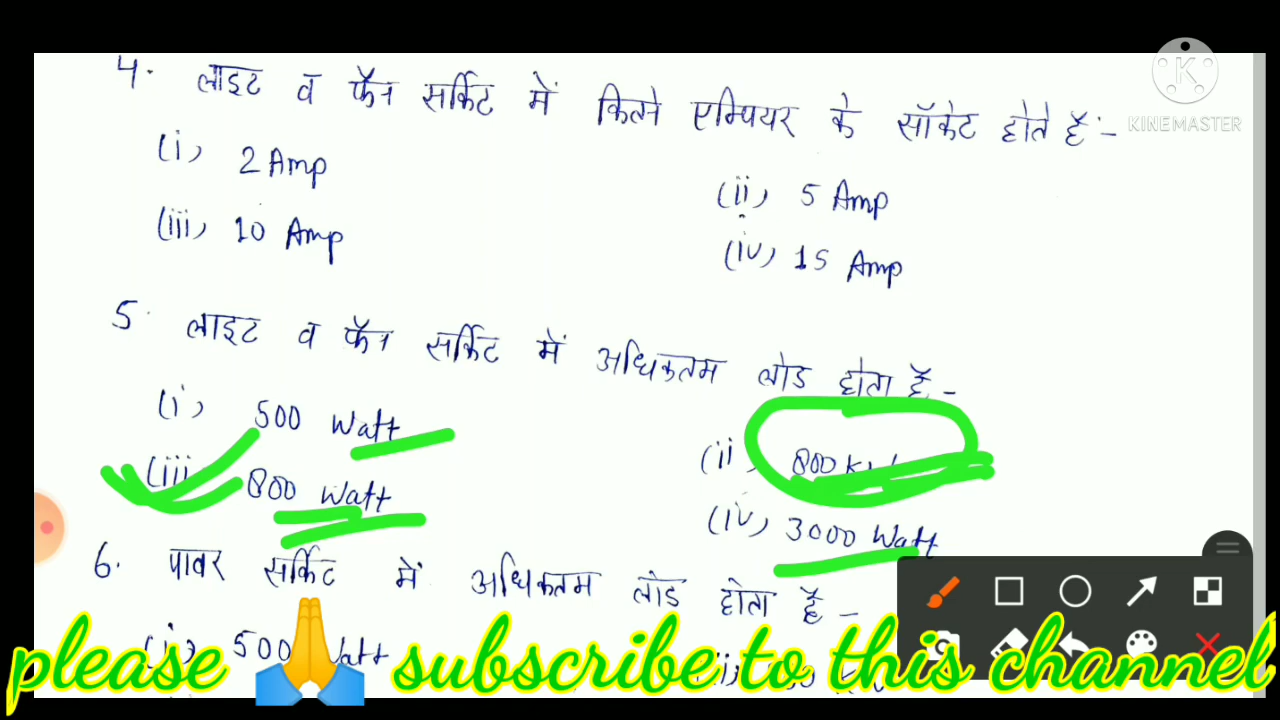 4. लाइट व फैन सर्किट में कितने एम्पियर के सॉकेट होते हैं:-
KINEMASTER
(i) 2 Amp
(ii) 5 Amp
(iii) 10 Amp
(iv) 15 Amp
5. लाइट व फैन सर्किट में अधिकतम लोड होता है -
(i) 500 Watt
(ii) 800
(iii) 800 Watt
(iv) 3000 Watt
6. पावर सर्किट में अधिकतम लोड होता है -
(i) 500 Watt
please 🙏 subscribe to this channel